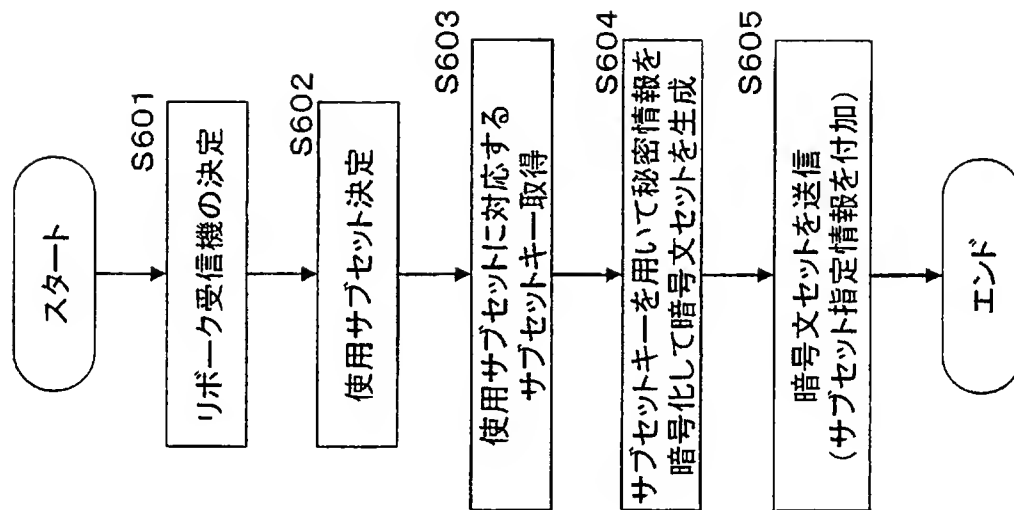 スタート
S601
リボーク受信機の決定
S602
使用サブセット決定
S603
使用サブセットに対応する
サブセットキー取得
S604
サブセットキーを用いて秘密情報を
暗号化して暗号文セットを生成
S605
暗号文セットを送信
(サブセット指定情報を付加)
エンド